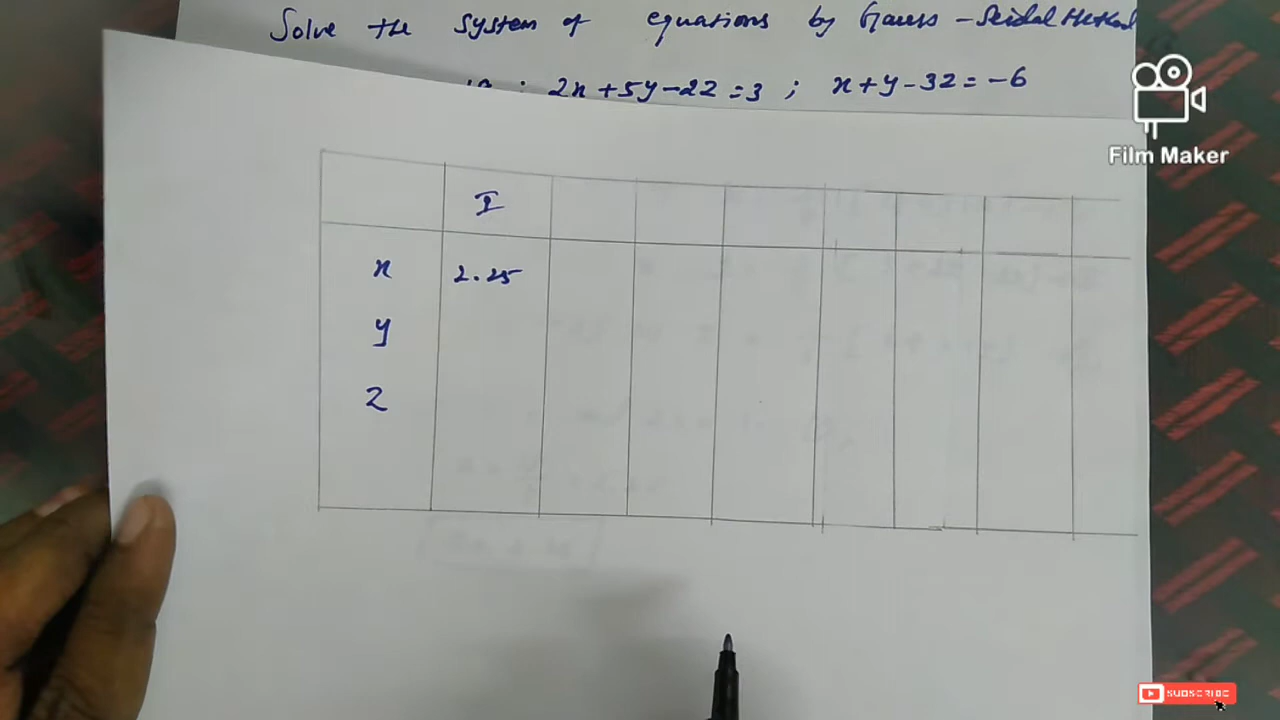 Solve the system of equations by Gauss-Seidal Method
; 2x+5y-2z=3 ; x+y-3z=-6
Film Maker
I
x 2.25
y
z
SUBSCRIBE